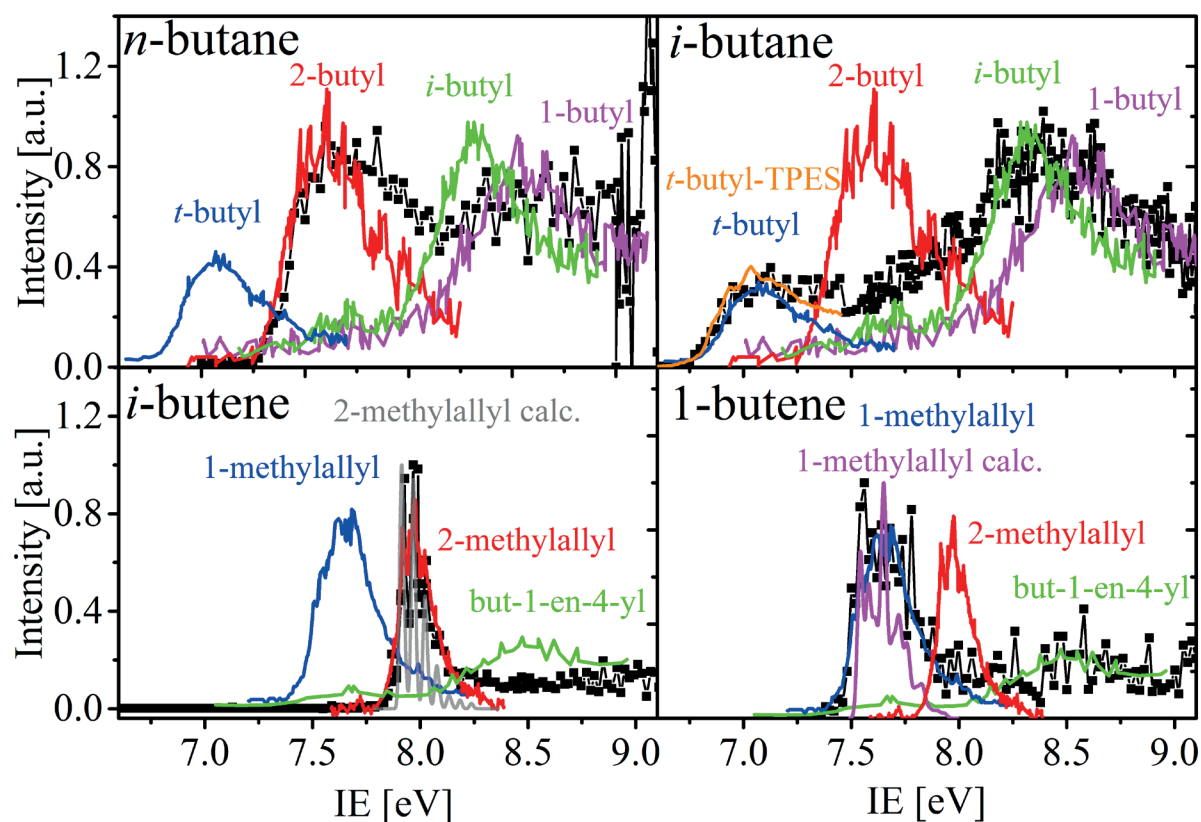 n-butane
i-butane
2-butyl
i-butyl
1-butyl
t-butyl
2-butyl
i-butyl
1-butyl
t-butyl-TPES
t-butyl
Intensity [a.u.]
1.2
0.8
0.4
0.0
i-butene
2-methylallyl calc.
1-methylallyl
2-methylallyl
but-1-en-4-yl
1-butene
1-methylallyl
1-methylallyl calc.
2-methylallyl
but-1-en-4-yl
Intensity [a.u.]
1.2
0.8
0.4
0.0
7.0 7.5 8.0 8.5 9.0
7.0 7.5 8.0 8.5 9.0
IE [eV]
IE [eV]